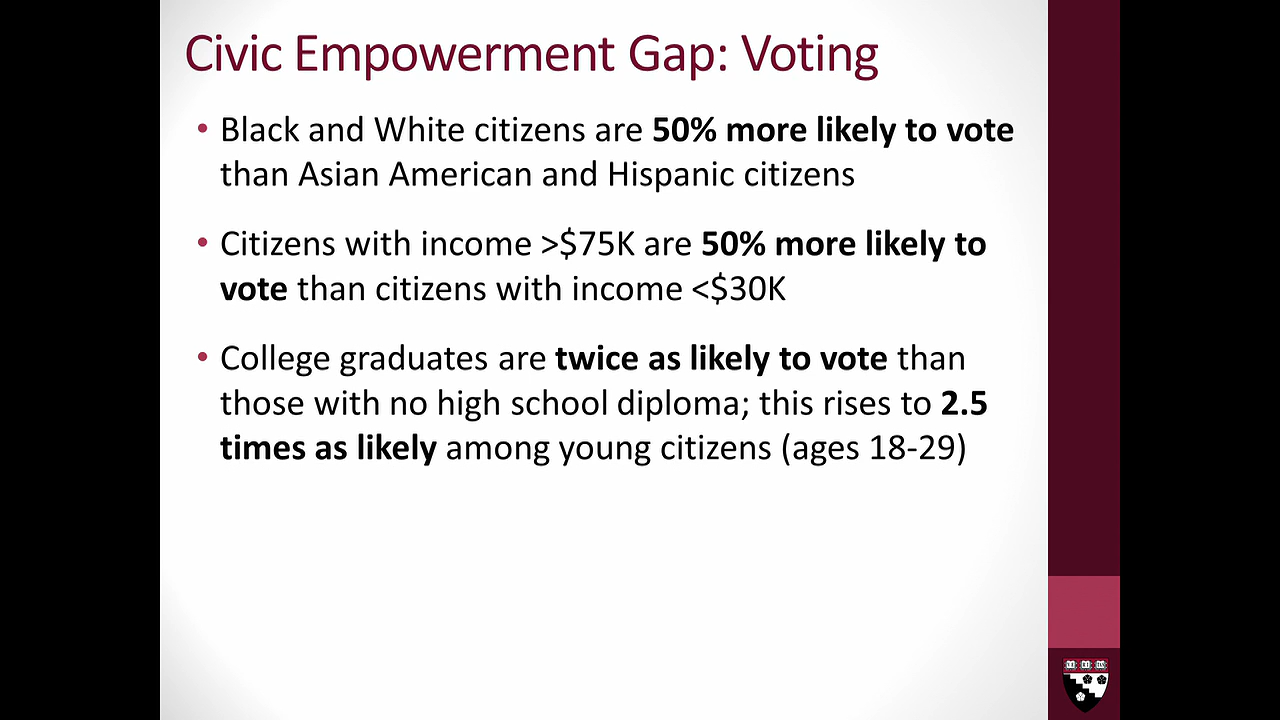 Civic Empowerment Gap: Voting
• Black and White citizens are 50% more likely to vote
than Asian American and Hispanic citizens
• Citizens with income >$75K are 50% more likely to
vote than citizens with income <$30K
• College graduates are twice as likely to vote than
those with no high school diploma; this rises to 2.5
times as likely among young citizens (ages 18-29)